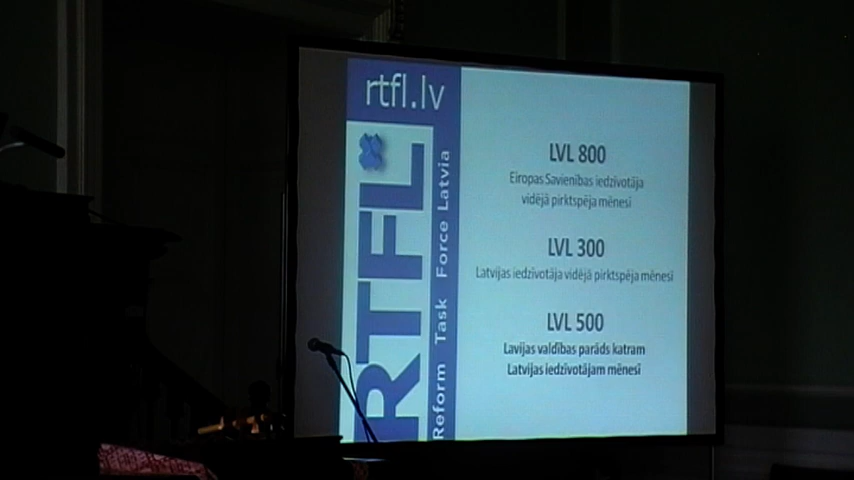 rtfl.lv
RTFL
Reform Task Force Latvia
LVL 800
Eiropas Savienības iedzīvotāja
vidējā pirktspēja mēnesī
LVL 300
Latvijas iedzīvotāja vidējā pirktspēja mēnesī
LVL 500
Lavijas valdības parāds katram
Latvijas iedzīvotājam mēnesī